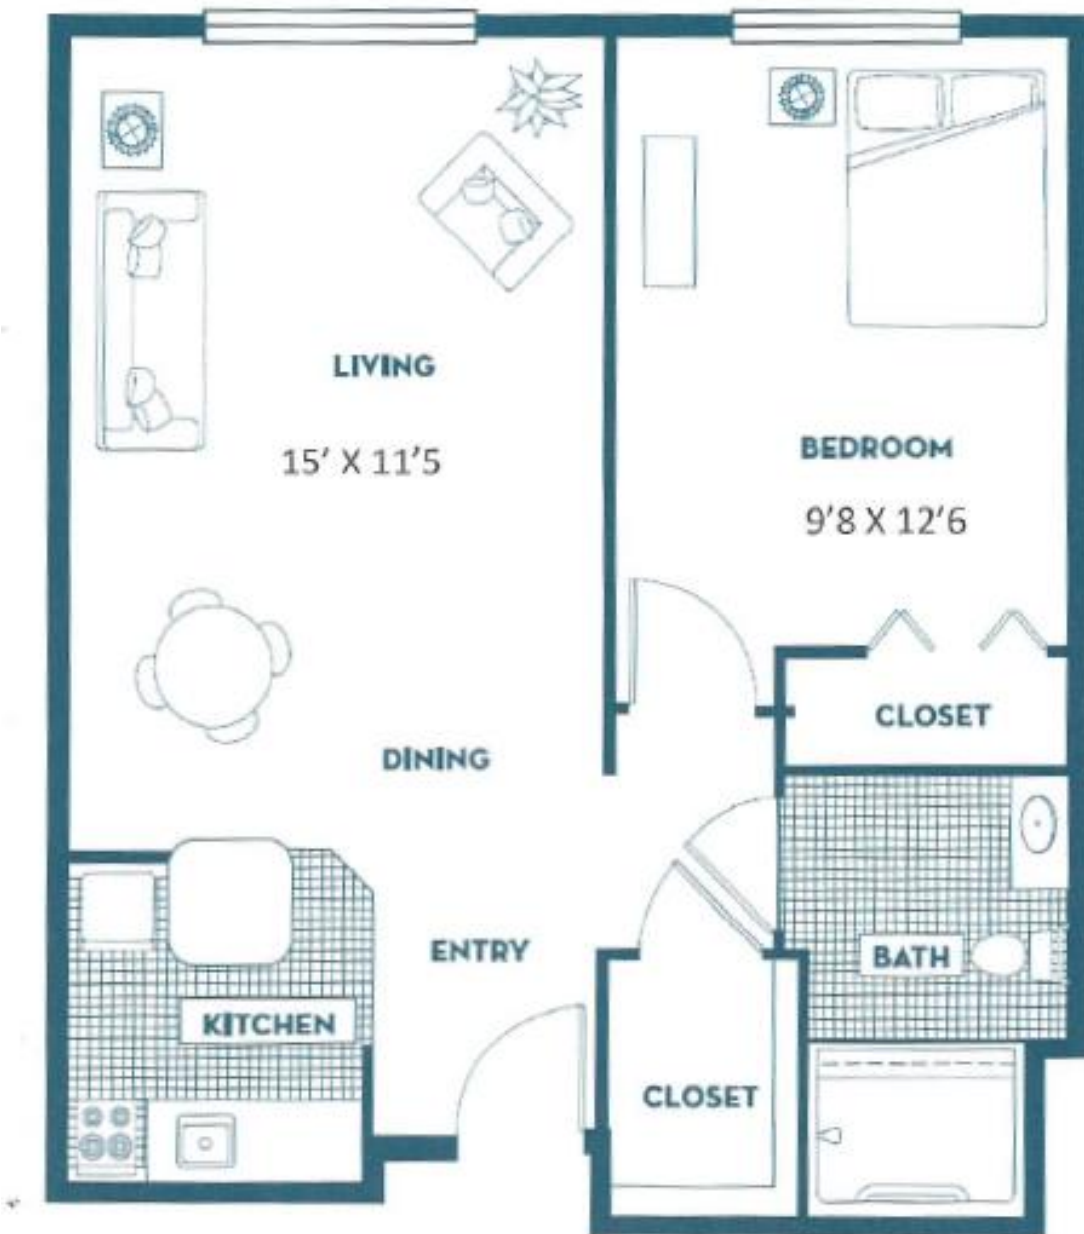 LIVING
15' X 11'5
BEDROOM
9'8 X 12'6
CLOSET
DINING
ENTRY
BATH
KITCHEN
CLOSET